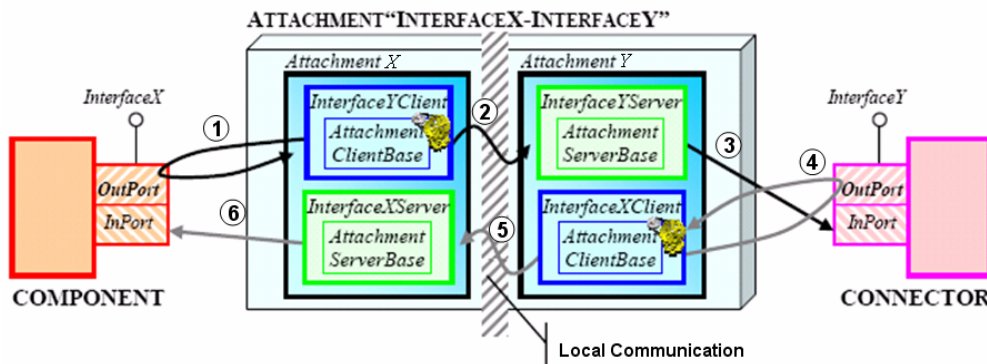 ATTACHMENT“INTERFACEX-INTERFACEY”
Attachment X
Attachment Y
InterfaceX
InterfaceY
InterfaceYClient
Attachment
ClientBase
InterfaceYServer
Attachment
ServerBase
1
2
3
4
OutPort
InPort
OutPort
InPort
6
5
InterfaceXServer
Attachment
ServerBase
InterfaceXClient
Attachment
ClientBase
COMPONENT
CONNECTOR
Local Communication